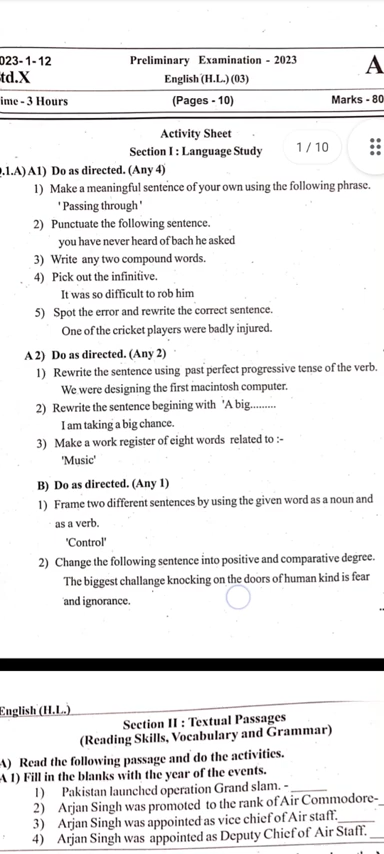 023-1-12 Preliminary Examination - 2023 A
td.X English (H.L.) (03)
ime - 3 Hours (Pages - 10) Marks - 80
Activity Sheet
Section I : Language Study 1 / 10
.1.A) A1) Do as directed. (Any 4)
1) Make a meaningful sentence of your own using the following phrase.
'Passing through'
2) Punctuate the following sentence.
you have never heard of bach he asked
3) Write any two compound words.
4) Pick out the infinitive.
It was so difficult to rob him
5) Spot the error and rewrite the correct sentence.
One of the cricket players were badly injured.
A 2) Do as directed. (Any 2)
1) Rewrite the sentence using past perfect progressive tense of the verb.
We were designing the first macintosh computer.
2) Rewrite the sentence begining with 'A big.........
I am taking a big chance.
3) Make a work register of eight words related to :-
'Music'
B) Do as directed. (Any 1)
1) Frame two different sentences by using the given word as a noun and
as a verb.
'Control'
2) Change the following sentence into positive and comparative degree.
The biggest challange knocking on the doors of human kind is fear
and ignorance.
English (H.L.)
Section II : Textual Passages
(Reading Skills, Vocabulary and Grammar)
A) Read the following passage and do the activities.
A 1) Fill in the blanks with the year of the events.
1) Pakistan launched operation Grand slam. - ______
2) Arjan Singh was promoted to the rank of Air Commodore-_
3) Arjan Singh was appointed as vice chief of Air staff.______
4) Arjan Singh was appointed as Deputy Chief of Air Staff. __